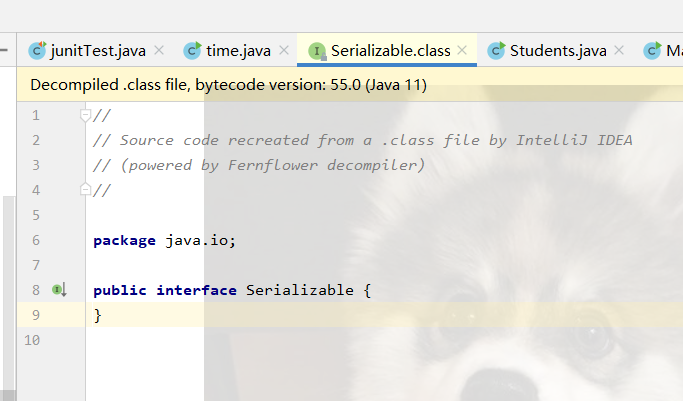 junitTest.java time.java Serializable.class Students.java
Decompiled .class file, bytecode version: 55.0 (Java 11)
1 //
2 // Source code recreated from a .class file by IntelliJ IDEA
3 // (powered by Fernflower decompiler)
4 //
5
6 package java.io;
7
8 public interface Serializable {
9 }
10